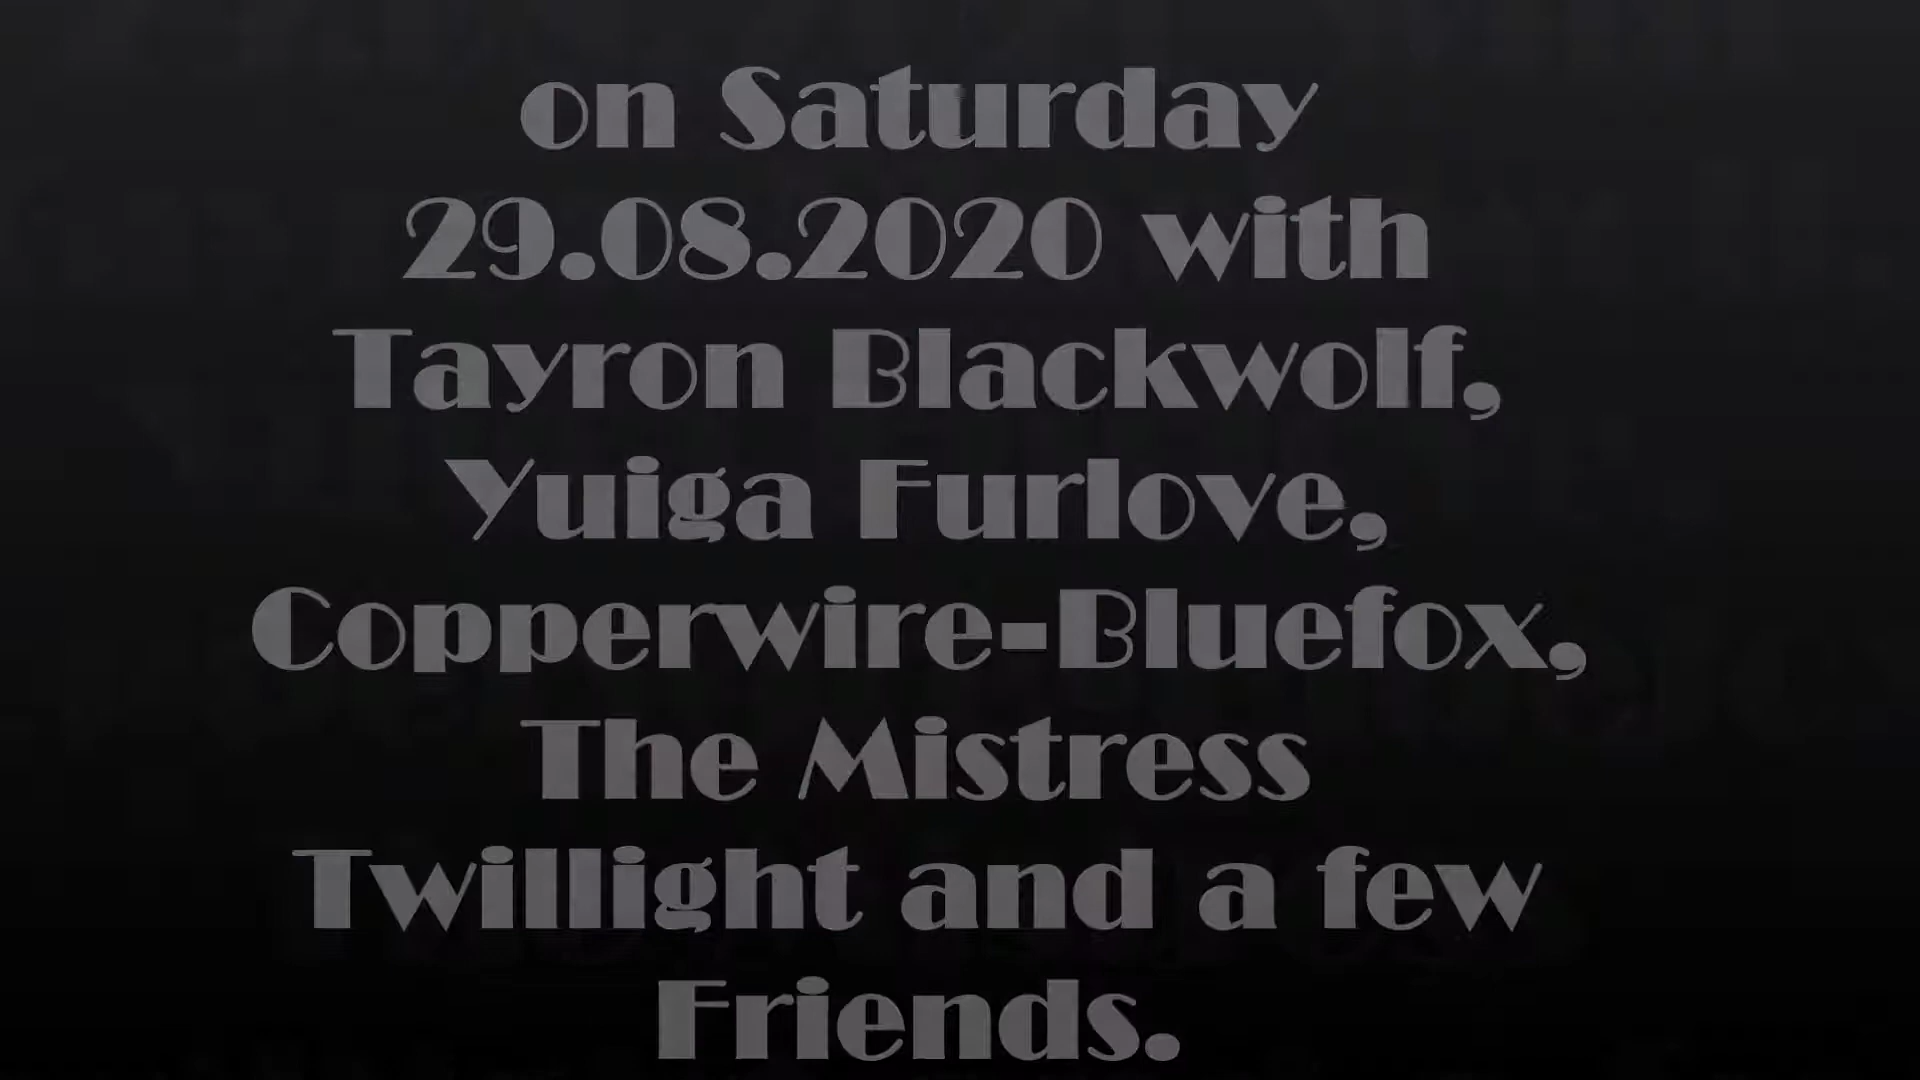 on Saturday
29.08.2020 with
Tayron Blackwolf,
Yuiga Furlove,
Copperwire-Bluefox,
The Mistress
Twillight and a few
Friends.